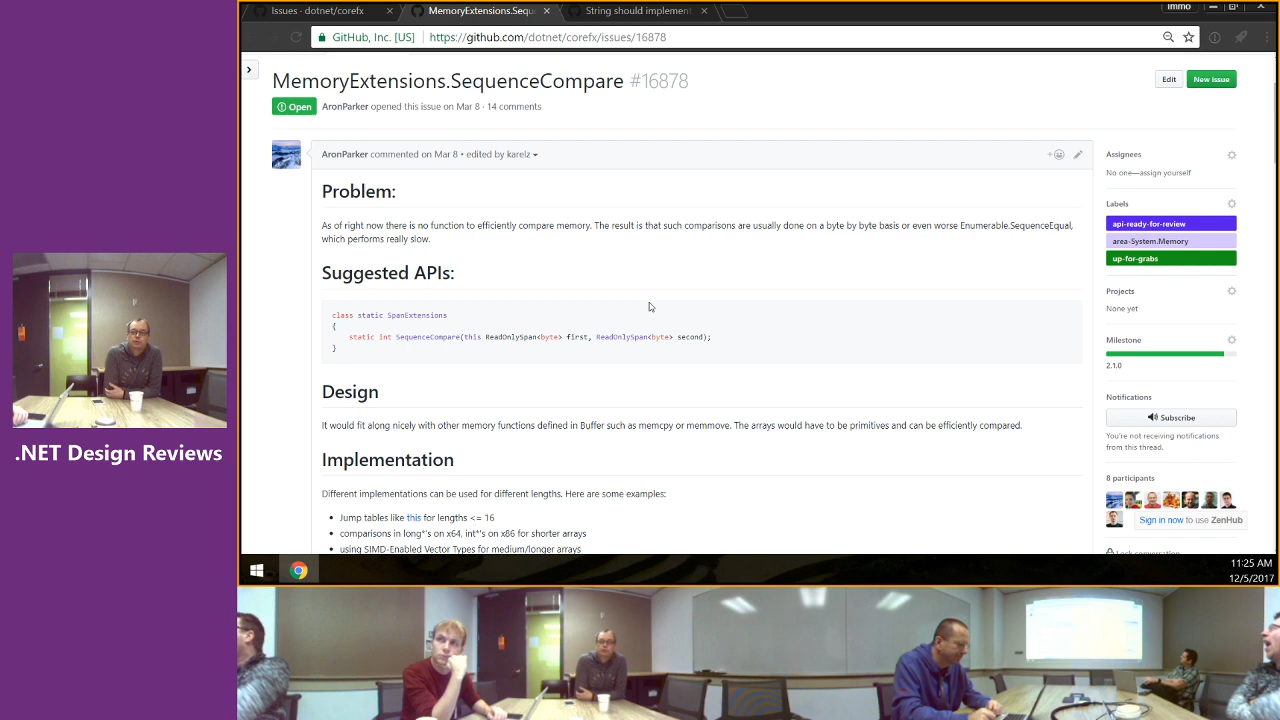 Issues - dotnet/corefx
MemoryExtensions.Sequ
String should implement
Immo
GitHub, Inc. [US]
https://github.com/dotnet/corefx/issues/16878
MemoryExtensions.SequenceCompare #16878
Edit
New issue
Open
AronParker opened this issue on Mar 8 · 14 comments
AronParker commented on Mar 8 • edited by karelz
Problem:
As of right now there is no function to efficiently compare memory. The result is that such comparisons are usually done on a byte by byte basis or even worse Enumerable.SequenceEqual,
which performs really slow.
Suggested APIs:
class static SpanExtensions
{
static int SequenceCompare(this ReadOnlySpan<byte> first, ReadOnlySpan<byte> second);
}
Design
It would fit along nicely with other memory functions defined in Buffer such as memcpy or memmove. The arrays would have to be primitives and can be efficiently compared.
Implementation
Different implementations can be used for different lengths. Here are some examples:
• Jump tables like this for lengths <= 16
• comparisons in long*'s on x64, int*'s on x86 for shorter arrays
• using SIMD-Enabled Vector Types for medium/longer arrays
Assignees
No one—assign yourself
Labels
api-ready-for-review
area-System.Memory
up-for-grabs
Projects
None yet
Milestone
2.1.0
Notifications
Subscribe
You're not receiving notifications
from this thread.
8 participants
Sign in now to use ZenHub
Lock conversation
11:25 AM
12/5/2017
.NET Design Reviews